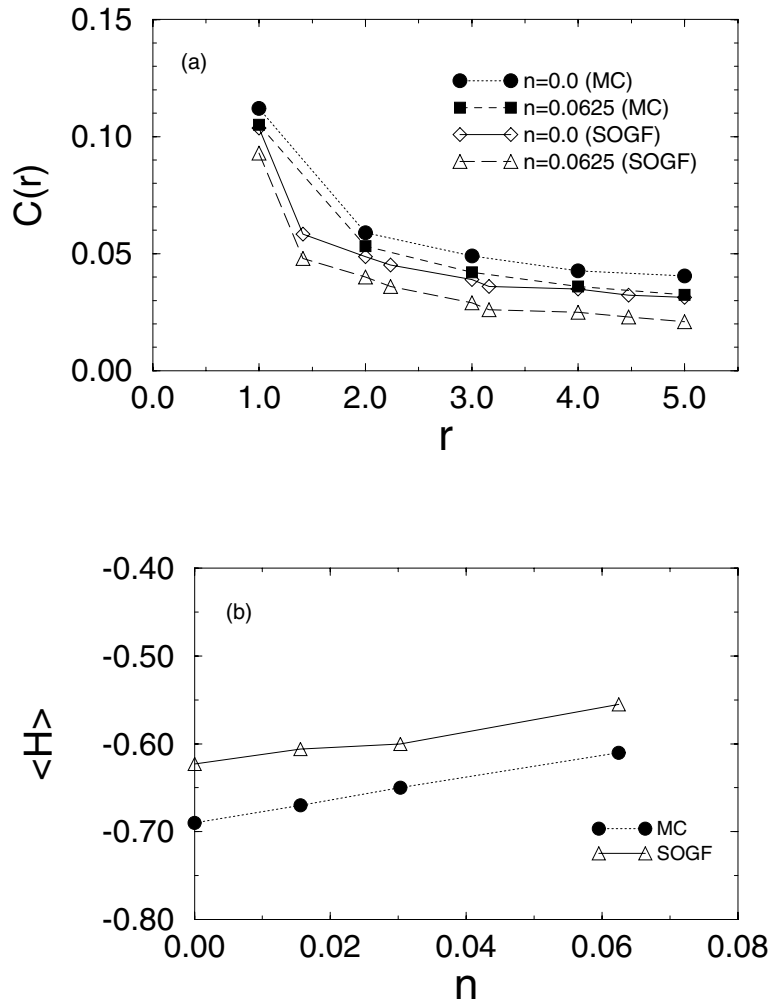 0.15
(a)
n=0.0 (MC)
n=0.0625 (MC)
n=0.0 (SOGF)
n=0.0625 (SOGF)
0.10
C(r)
0.05
0.00
0.0 1.0 2.0 3.0 4.0 5.0
r
-0.40
(b)
-0.50
<H>
-0.60
-0.70
MC
SOGF
-0.80
0.00 0.02 0.04 0.06 0.08
n